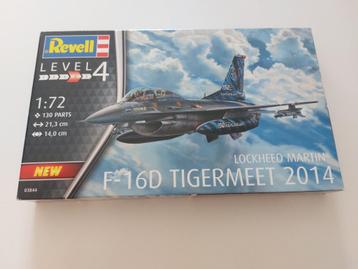 Revell
LEVEL 4
1:72
130 PARTS
21,3 cm
14,0 cm
NEW
03844
LOCKHEED MARTIN
F-16D TIGERMEET 2014